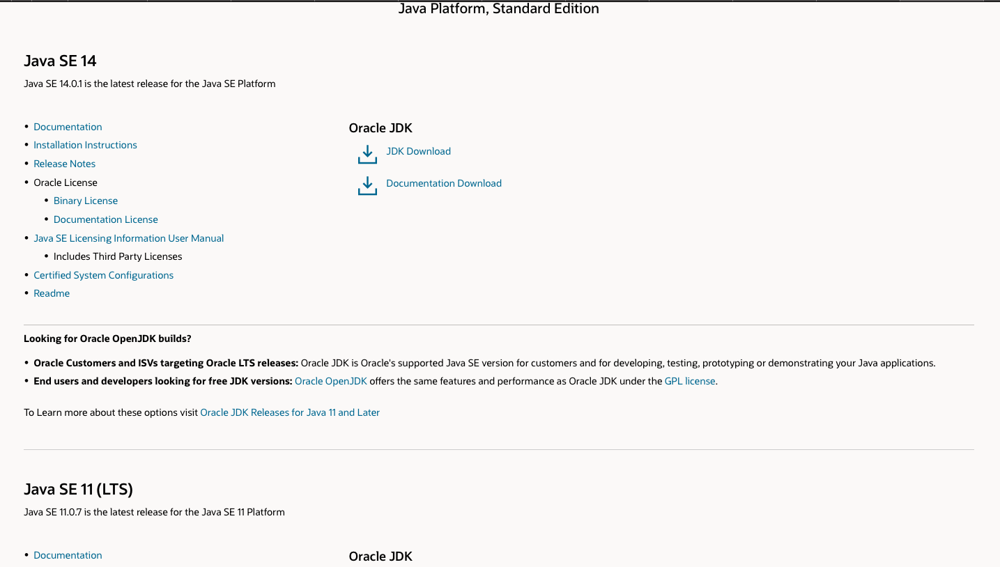 Java Platform, Standard Edition
Java SE 14
Java SE 14.0.1 is the latest release for the Java SE Platform
• Documentation
• Installation Instructions
• Release Notes
• Oracle License
• Binary License
• Documentation License
• Java SE Licensing Information User Manual
• Includes Third Party Licenses
• Certified System Configurations
• Readme
Oracle JDK
JDK Download
Documentation Download
Looking for Oracle OpenJDK builds?
• Oracle Customers and ISVs targeting Oracle LTS releases: Oracle JDK is Oracle's supported Java SE version for customers and for developing, testing, prototyping or demonstrating your Java applications.
• End users and developers looking for free JDK versions: Oracle OpenJDK offers the same features and performance as Oracle JDK under the GPL license.
To Learn more about these options visit Oracle JDK Releases for Java 11 and Later
Java SE 11 (LTS)
Java SE 11.0.7 is the latest release for the Java SE 11 Platform
• Documentation
Oracle JDK